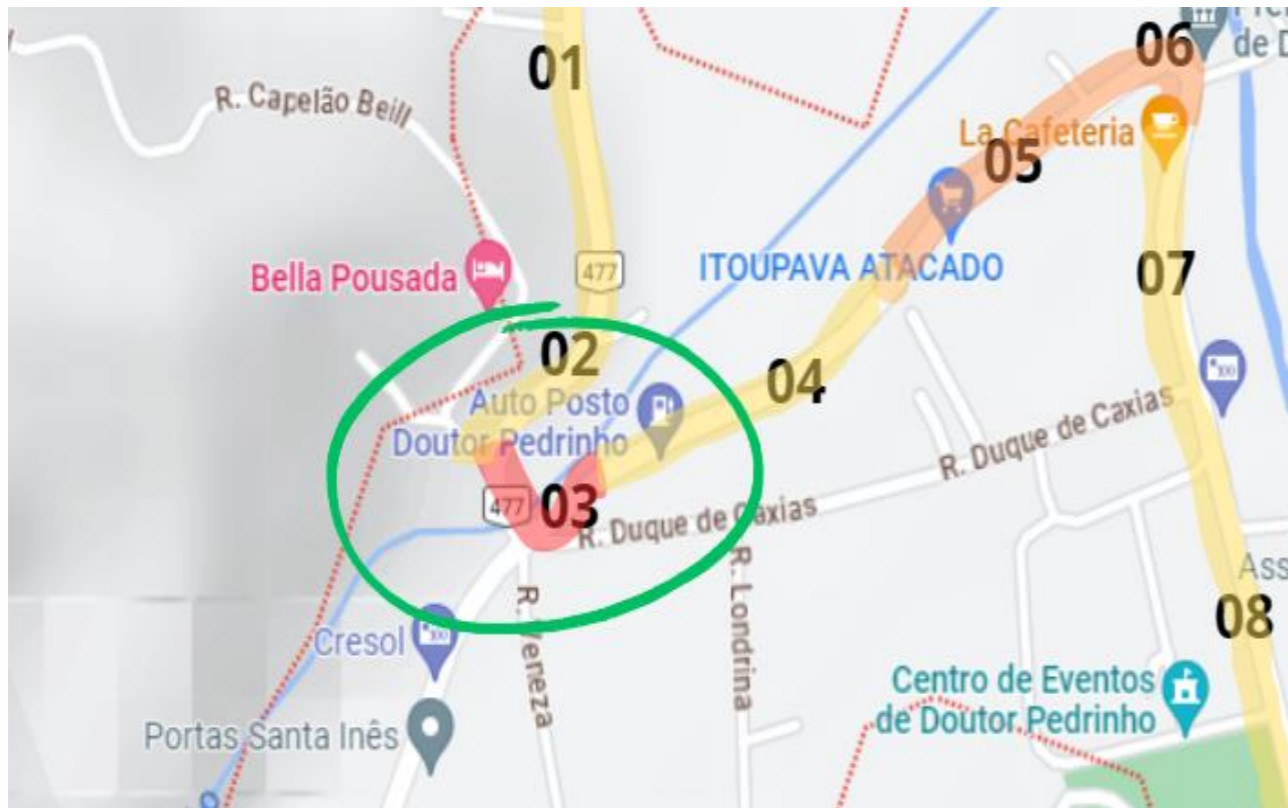 01
06
de D
R. Capelão Beill
La Cafeteria
05
Bella Pousada
477
ITOUPAVA ATACADO
07
02
04
Auto Posto
Doutor Pedrinho
R. Duque de Caxias
477
03
R. Duque de Caxias
Ass
R. Londrina
R. Veneza
08
Cresol
Centro de Eventos
de Doutor Pedrinho
Portas Santa Inês